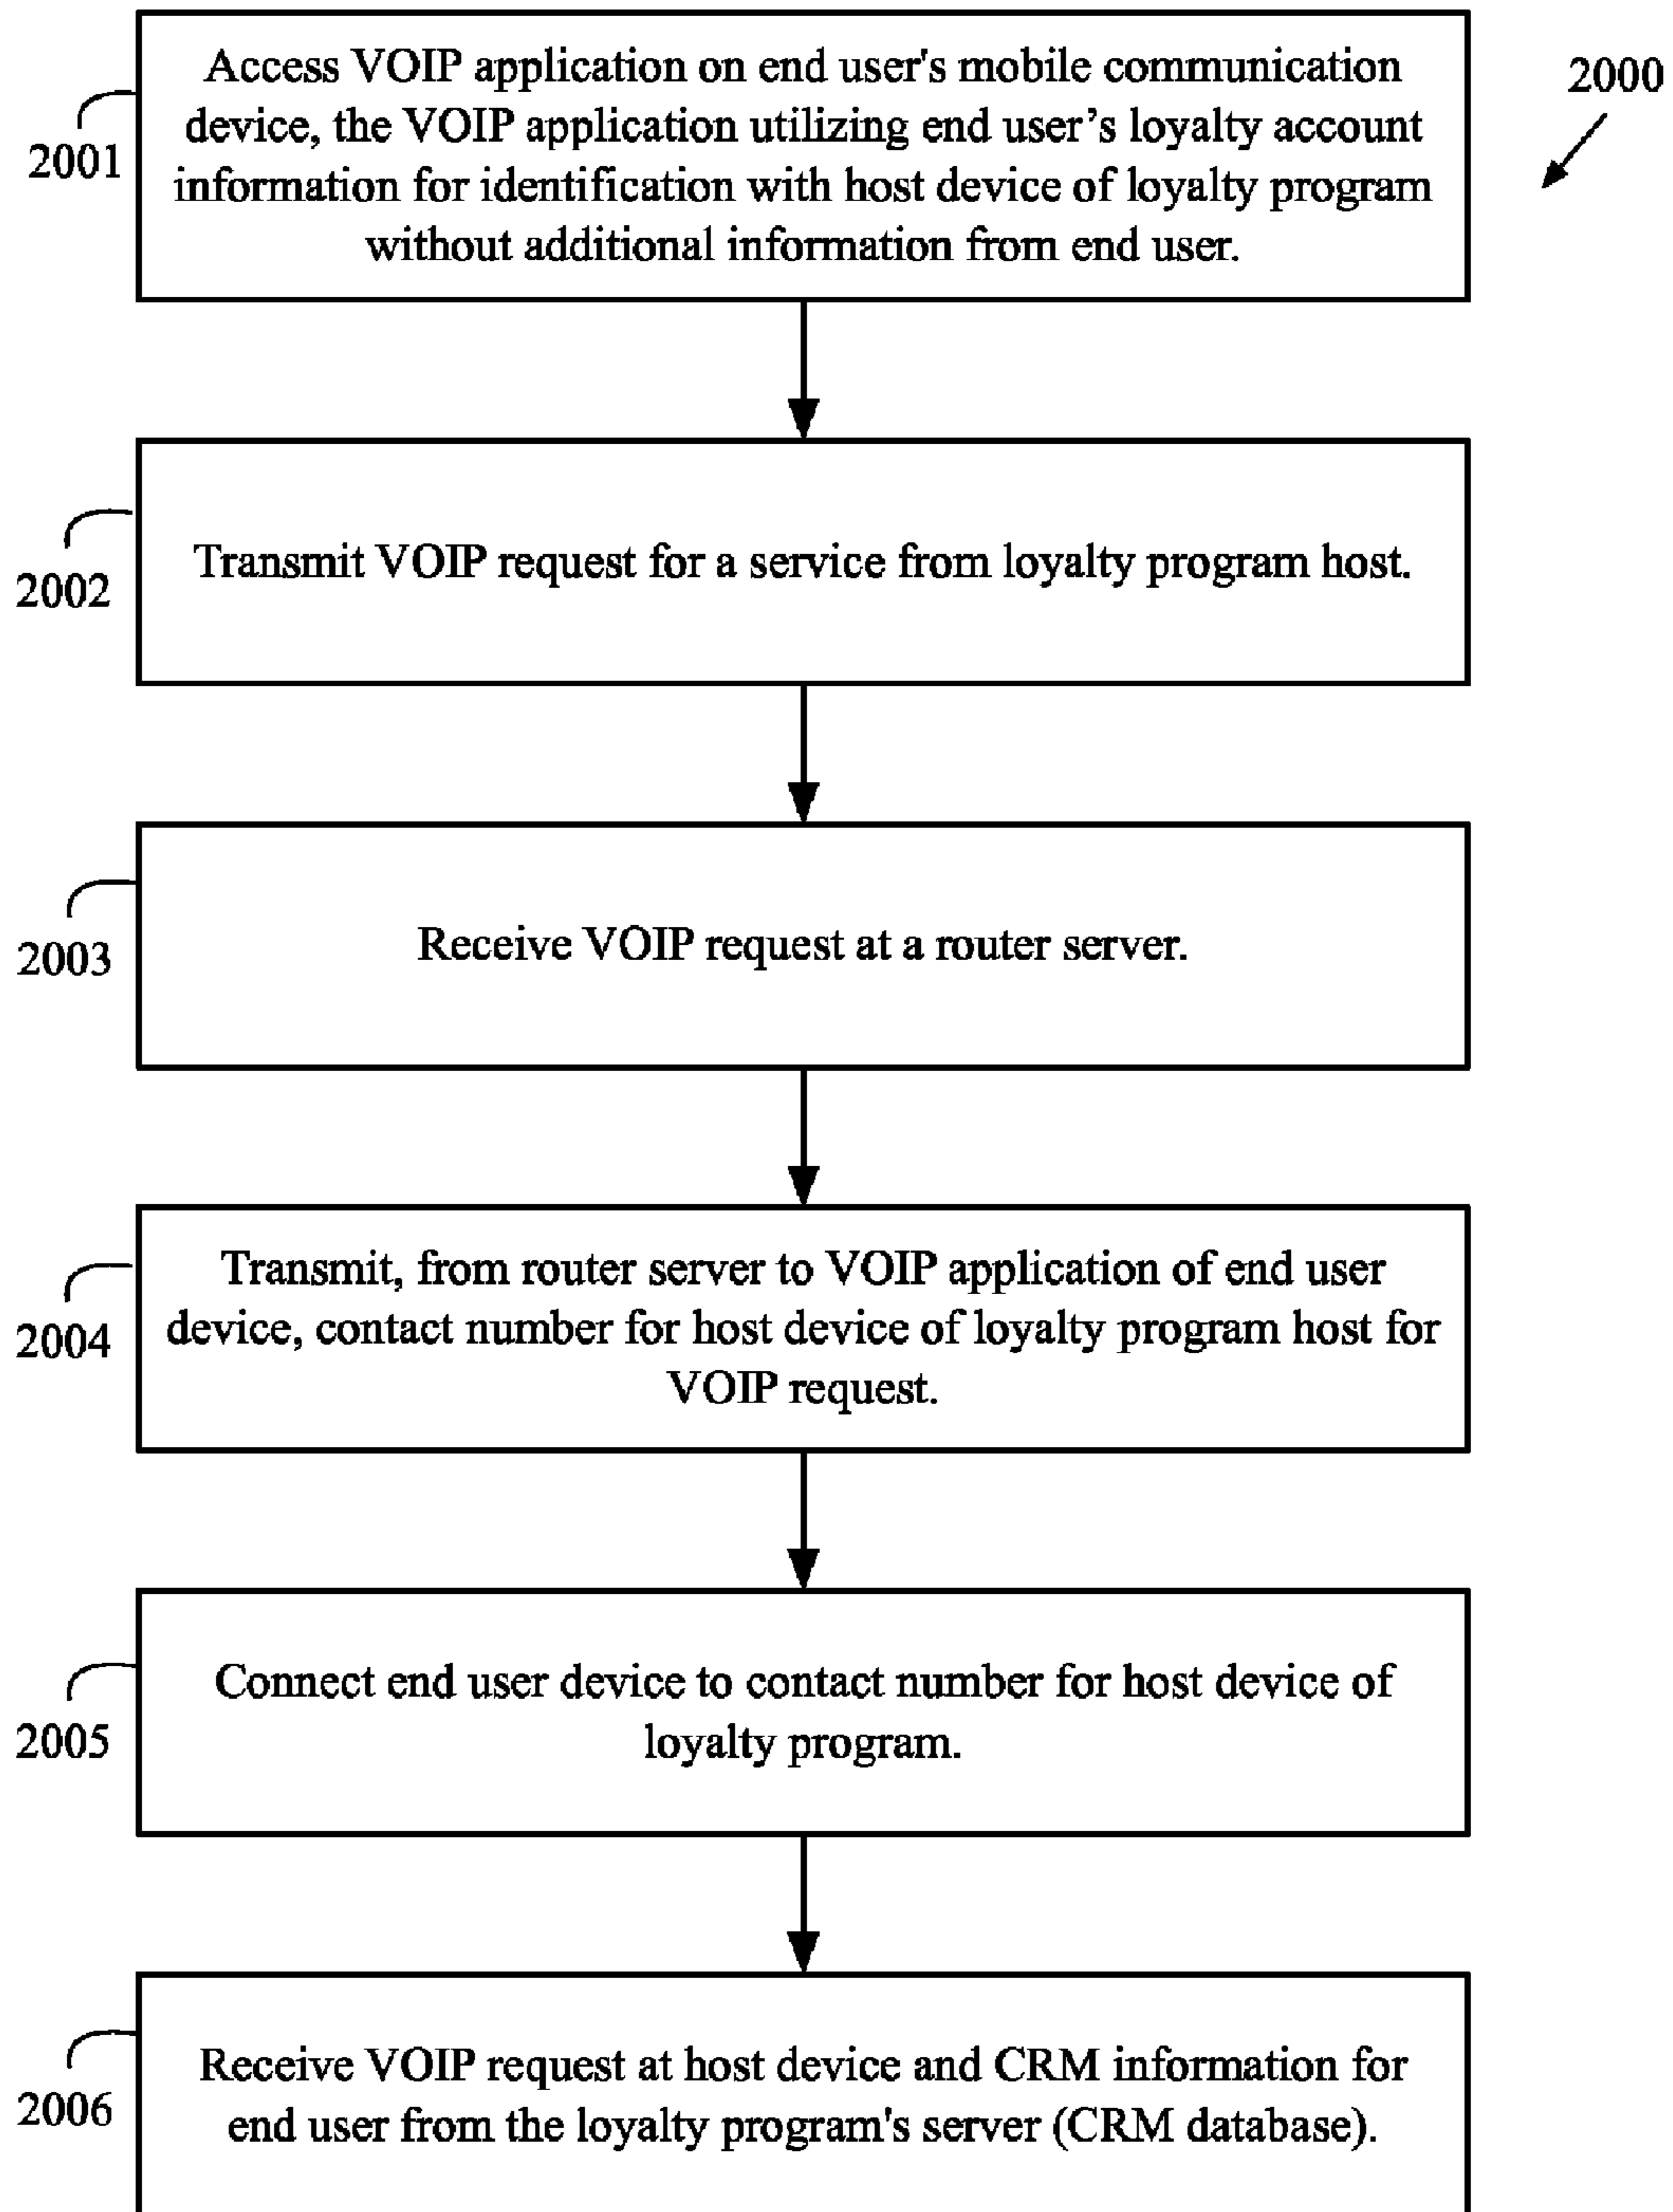 2000
Access VOIP application on end user's mobile communication
device, the VOIP application utilizing end user’s loyalty account
information for identification with host device of loyalty program
without additional information from end user.
2001
Transmit VOIP request for a service from loyalty program host.
2002
Receive VOIP request at a router server.
2003
Transmit, from router server to VOIP application of end user
device, contact number for host device of loyalty program host for
VOIP request.
2004
Connect end user device to contact number for host device of
loyalty program.
2005
Receive VOIP request at host device and CRM information for
end user from the loyalty program's server (CRM database).
2006